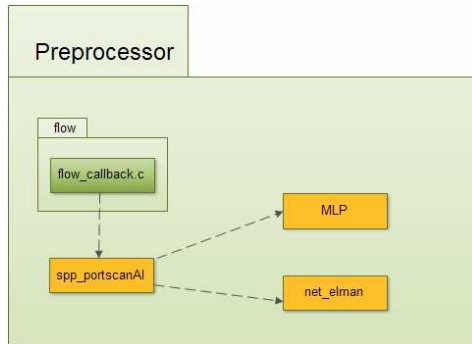 Preprocessor
flow
flow_callback.c
MLP
spp_portscanAI
net_elman